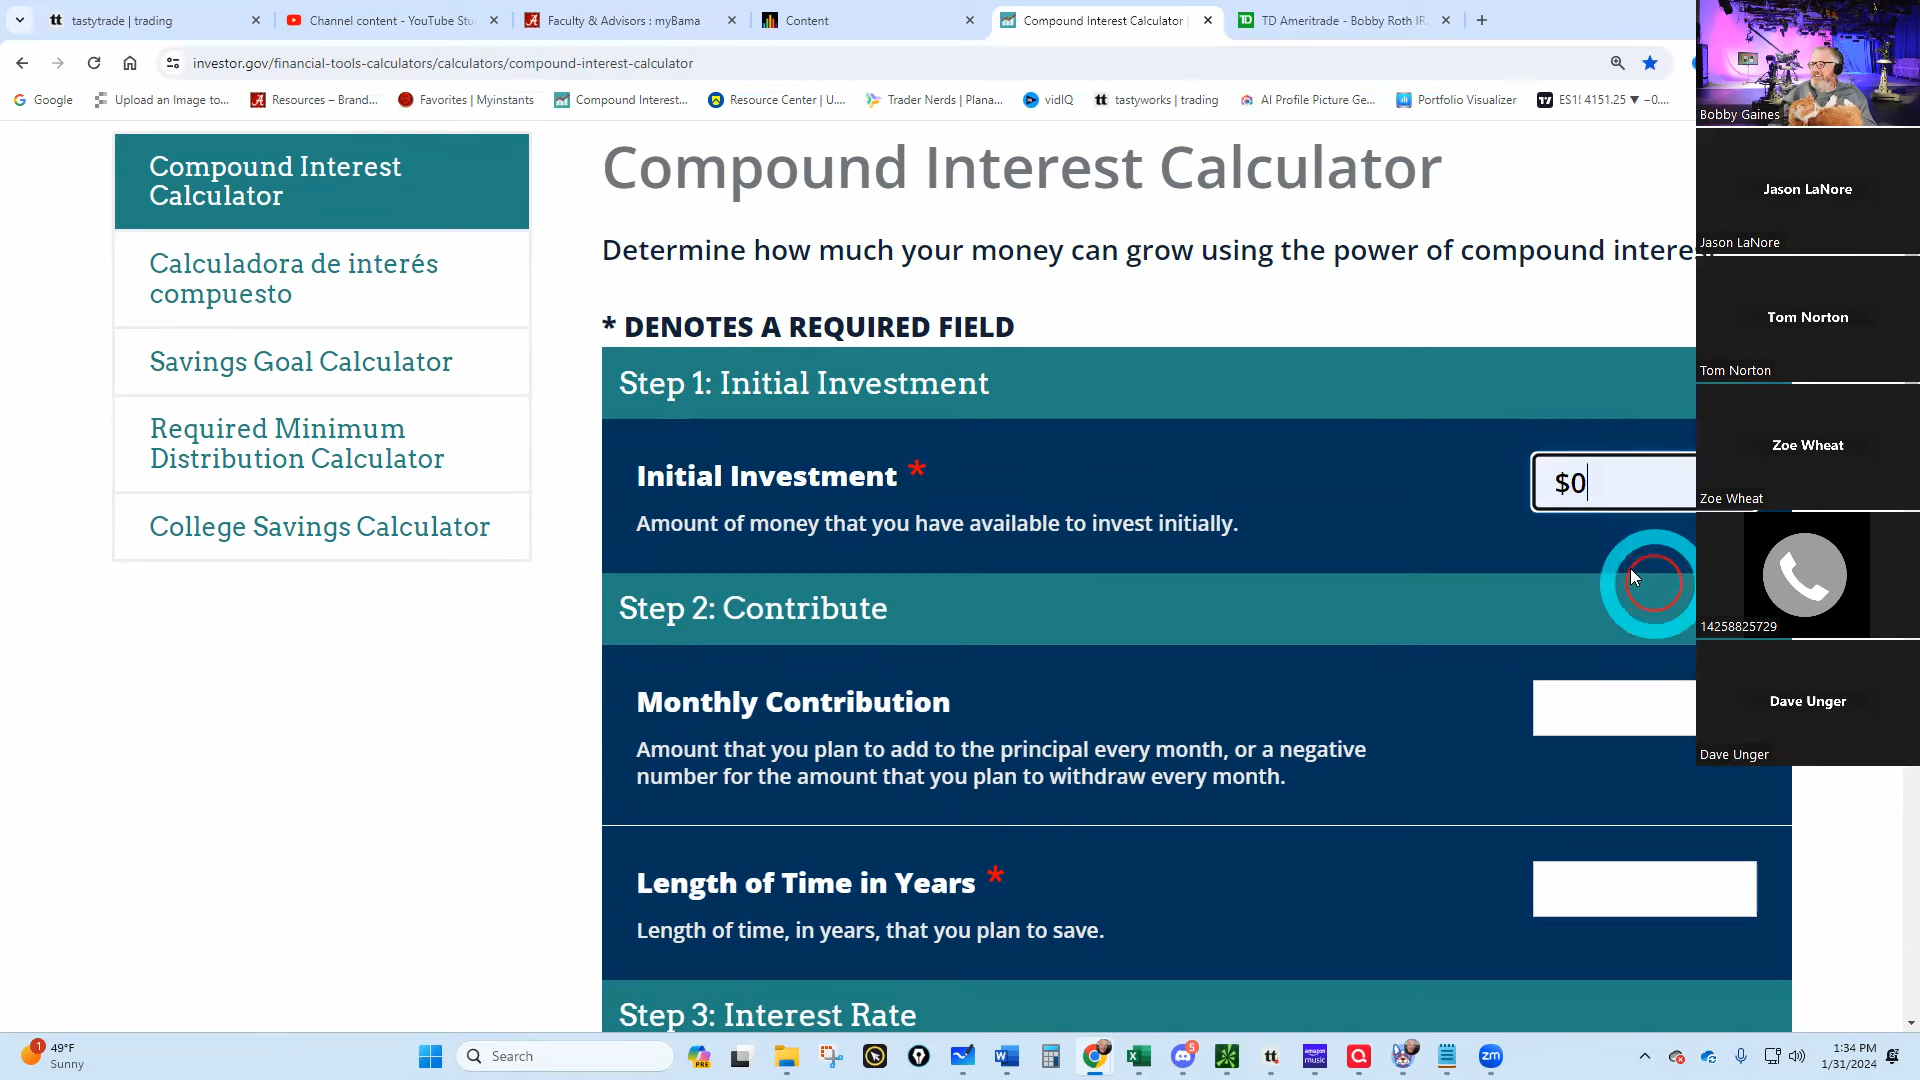 tastytrade | trading
Channel content - YouTube Stu
Faculty & Advisors : myBama
Content
Compound Interest Calculator
TD Ameritrade - Bobby Roth IR
investor.gov/financial-tools-calculators/calculators/compound-interest-calculator
Google
Upload an Image to...
Resources – Brand...
Favorites | Myinstants
Compound Interest...
Resource Center | U....
Trader Nerds | Plana...
vidIQ
tastyworks | trading
AI Profile Picture Ge...
Portfolio Visualizer
ES1! 4151.25 ▼ −0....
Compound Interest
Calculator
Calculadora de interés
compuesto
Savings Goal Calculator
Required Minimum
Distribution Calculator
College Savings Calculator
Compound Interest Calculator
Determine how much your money can grow using the power of compound interes
* DENOTES A REQUIRED FIELD
Step 1: Initial Investment
Initial Investment *
$0
Amount of money that you have available to invest initially.
Step 2: Contribute
Monthly Contribution
Amount that you plan to add to the principal every month, or a negative
number for the amount that you plan to withdraw every month.
Length of Time in Years *
Length of time, in years, that you plan to save.
Step 3: Interest Rate
Bobby Gaines
Jason LaNore
Jason LaNore
Tom Norton
Tom Norton
Zoe Wheat
Zoe Wheat
14258825729
Dave Unger
Dave Unger
1
49°F
Sunny
Search
PRE
5
tt
amazon music
zm
1:34 PM
1/31/2024